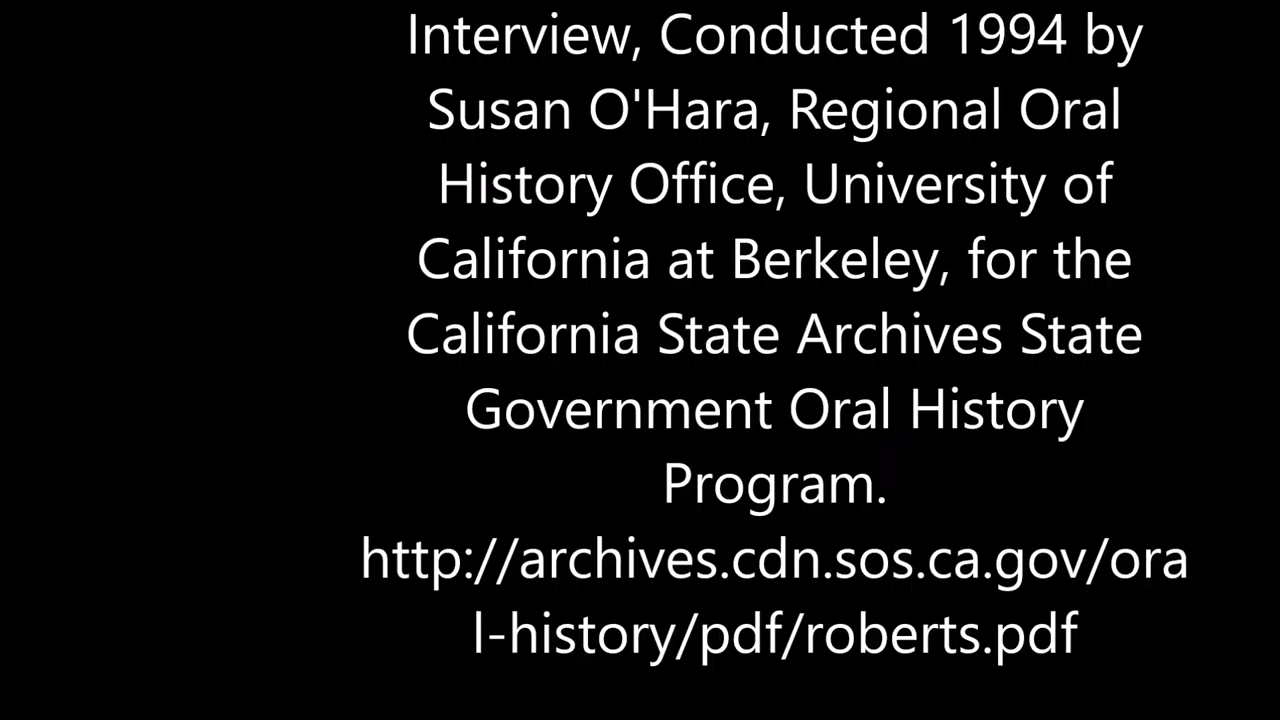 Interview, Conducted 1994 by
Susan O'Hara, Regional Oral
History Office, University of
California at Berkeley, for the
California State Archives State
Government Oral History
Program.
http://archives.cdn.sos.ca.gov/ora
l-history/pdf/roberts.pdf